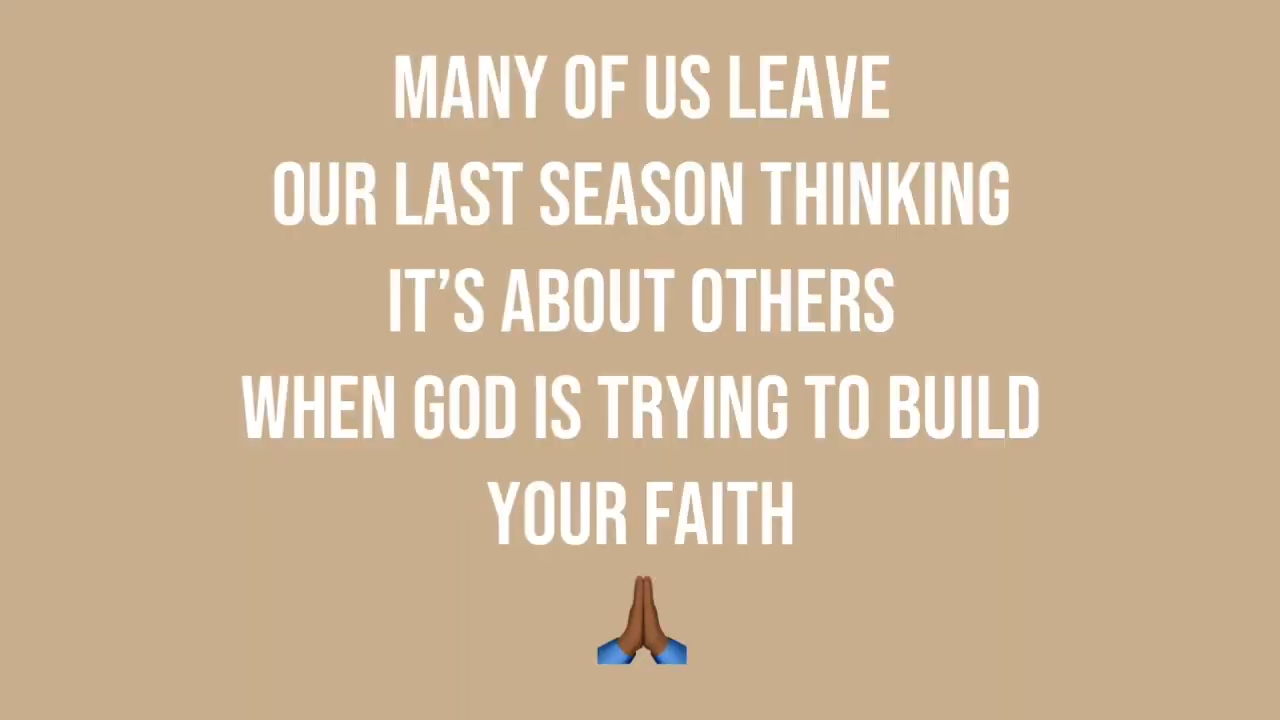 MANY OF US LEAVE
OUR LAST SEASON THINKING
IT’S ABOUT OTHERS
WHEN GOD IS TRYING TO BUILD
YOUR FAITH